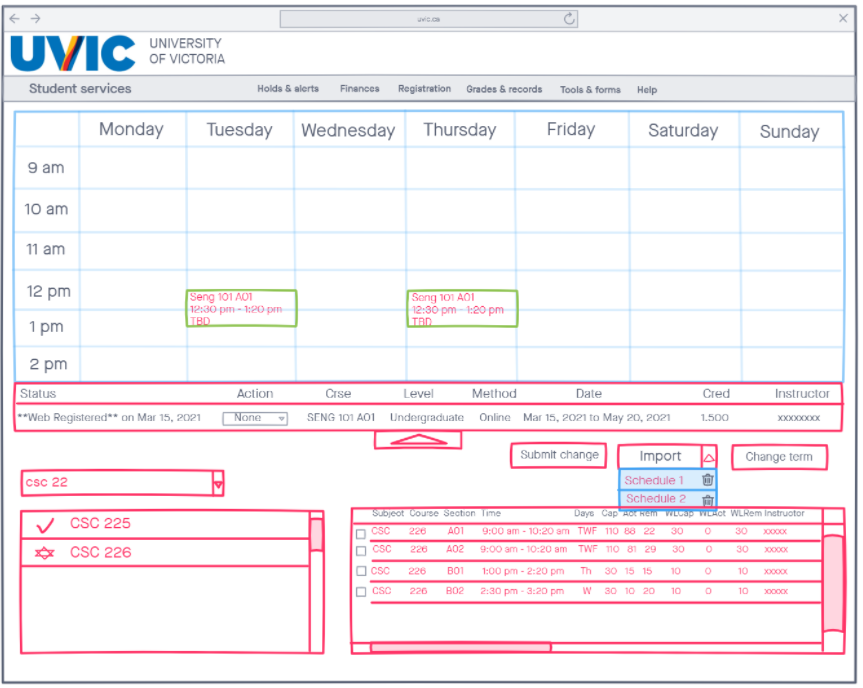 uvic.ca
UVIC UNIVERSITY
OF VICTORIA
Student services Holds & alerts Finances Registration Grades & records Tools & forms Help
Monday Tuesday Wednesday Thursday Friday Saturday Sunday
9 am
10 am
11 am
12 pm
Seng 101 A01 Seng 101 A01
12:30 pm - 1:20 pm 12:30 pm - 1:20 pm
TBD TBD
1 pm
2 pm
Status Action Crse Level Method Date Cred Instructor
**Web Registered** on Mar 15, 2021 None SENG 101 A01 Undergraduate Online Mar 15, 2021 to May 20, 2021 1.500 xxxxxxxx
Submit change Import Change term
Schedule 1
Schedule 2
csc 22
CSC 225
CSC 226
Subject Course Section Time Days Cap Act Rem WLCap WLAct WLRem Instructor
CSC 226 A01 9:00 am - 10:20 am TWF 110 88 22 30 0 30 xxxxx
CSC 226 A02 9:00 am - 10:20 am TWF 110 81 29 30 0 30 xxxxx
CSC 226 B01 1:00 pm - 2:20 pm Th 30 15 15 10 0 10 xxxxx
CSC 226 B02 2:30 pm - 3:20 pm W 30 10 20 10 0 10 xxxxx